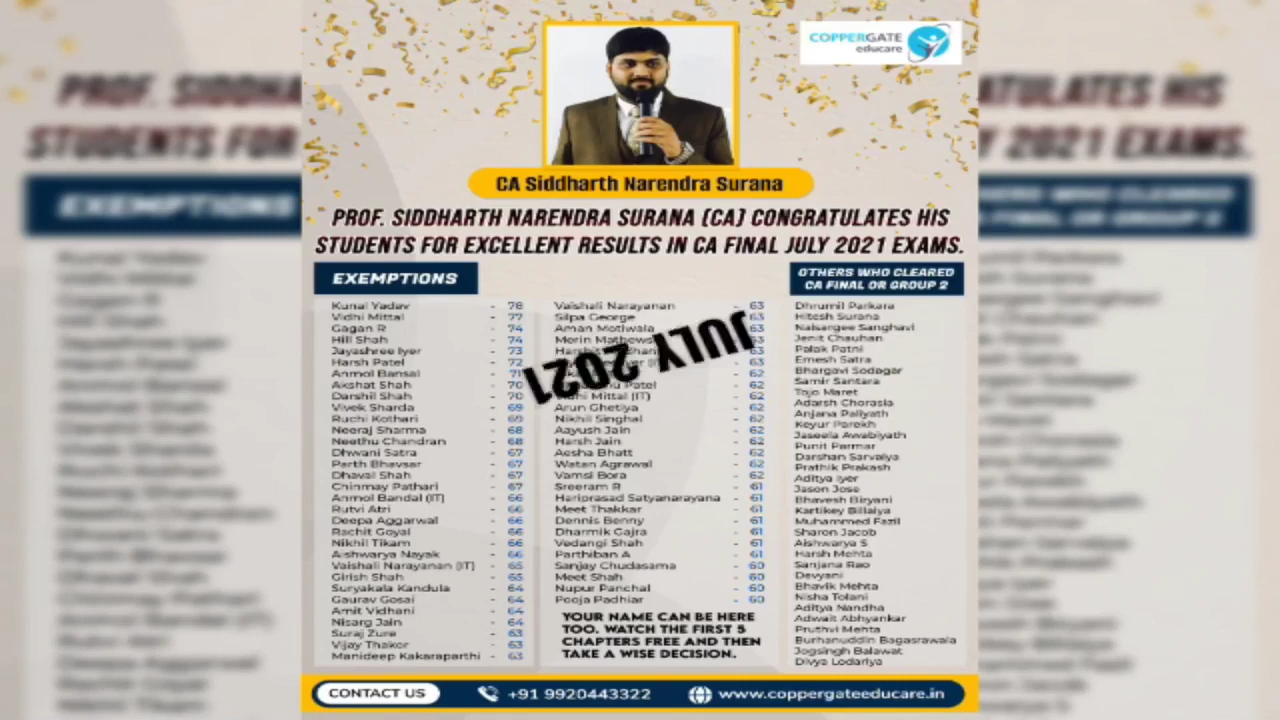 COPPERGATE
educare
CA Siddharth Narendra Surana
PROF. SIDDHARTH NARENDRA SURANA (CA) CONGRATULATES HIS
STUDENTS FOR EXCELLENT RESULTS IN CA FINAL JULY 2021 EXAMS.
EXEMPTIONS
Kunal Yadav - 78
Vidhi Mittal - 77
Gagan R - 74
Hill Shah - 74
Jayashree Iyer - 73
Harsh Patel - 72
Anmol Bansal - 71
Akshat Shah - 70
Darshil Shah - 70
Vivek Sharda - 69
Ruchi Kothari - 69
Neeraj Sharma - 68
Neethu Chandran - 68
Dhwani Satra - 67
Parth Bhavsar - 67
Dhaval Shah - 67
Chinmay Pathari - 67
Anmol Bandal (IT) - 66
Rutvi Atri - 66
Deepa Aggarwal - 66
Rachit Goyal - 66
Nikhil Tikam - 66
Aishwarya Nayak - 66
Vaishali Narayanan (IT) - 65
Girish Shah - 65
Suryakala Kandula - 64
Gaurav Gosai - 64
Amit Vidhani - 64
Nisarg Jain - 64
Suraj Zure - 63
Vijay Thakor - 63
Manideep Kakaraparthi - 63
Vaishali Narayanan - 63
Silpa George - 63
Aman Motiwala - 63
Merin Mathews 63
63
63
62
Patel - 62
Mittal (IT) - 62
Arun Ghetiya - 62
Nikhil Singhal - 62
Aayush Jain - 62
Harsh Jain - 62
Aesha Bhatt - 62
Watan Agrawal - 62
Vamsi Bora - 62
Sreeram R - 61
Hariprasad Satyanarayana - 61
Meet Thakkar - 61
Dennis Benny - 61
Dharmik Gajra - 61
Vedangi Shah - 61
Parthiban A - 61
Sanjay Chudasama - 60
Meet Shah - 60
Nupur Panchal - 60
Pooja Padhiar - 60
JULY 2021
YOUR NAME CAN BE HERE
TOO. WATCH THE FIRST 5
CHAPTERS FREE AND THEN
TAKE A WISE DECISION.
OTHERS WHO CLEARED
CA FINAL OR GROUP 2
Dhrumil Parkara
Hitesh Surana
Naisargee Sanghavi
Jenit Chauhan
Palak Patni
Emesh Satra
Bhargavi Sodagar
Samir Santara
Tojo Maret
Adarsh Chorasia
Anjana Paliyath
Keyur Parekh
Jaseela Awabiyath
Punit Parmar
Darshan Sarvaiya
Prathik Prakash
Aditya Iyer
Jason Jose
Bhavesh Biryani
Kartikey Billaiya
Muhammed Fazil
Sharon Jacob
Aishwarya S
Harsh Mehta
Sanjana Rao
Devyani
Bhavik Mehta
Nisha Tolani
Aditya Nandha
Adwait Abhyankar
Pruthvi Mehta
Burhanuddin Bagasrawala
Jogsingh Balawat
Divya Lodariya
CONTACT US
+91 9920443322
www.coppergateeducare.in